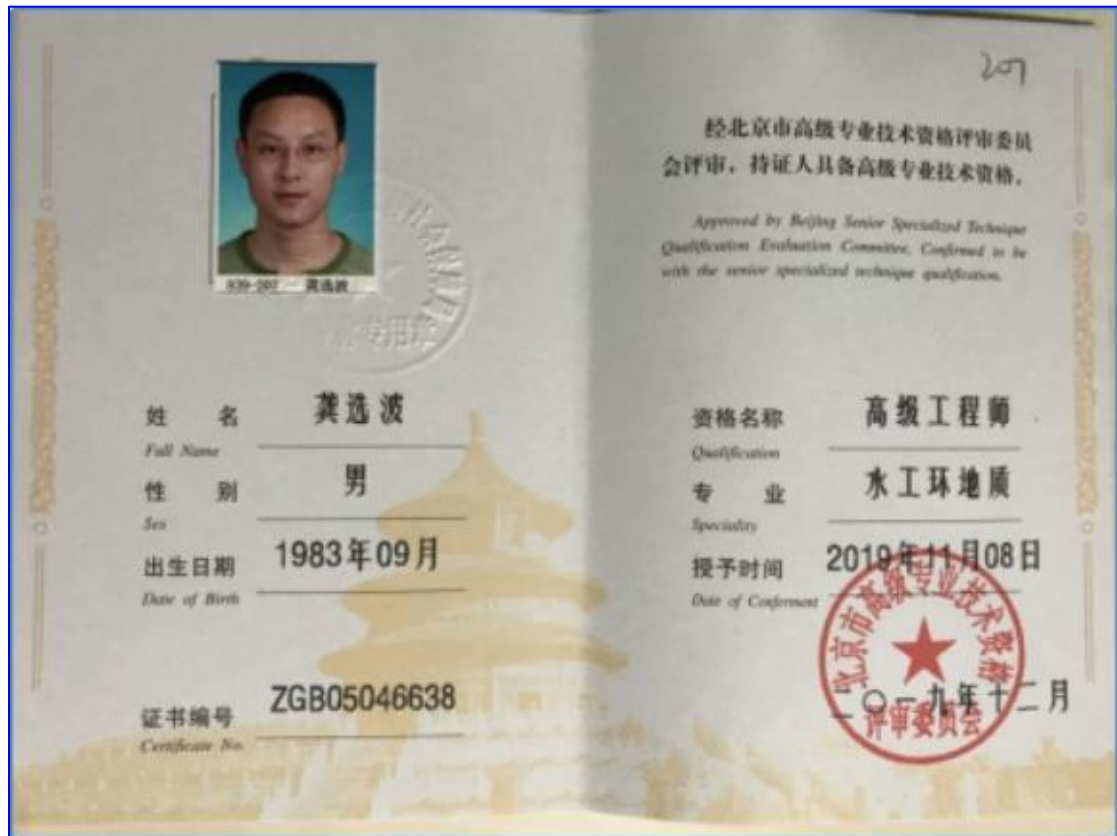 839-207 龚选波
专用章
姓 名 龚选波
Full Name
性 别 男
Sex
出生日期 1983年09月
Date of Birth
证书编号 ZGB05046638
Certificate No.
207
经北京市高级专业技术资格评审委员
会评审，持证人具备高级专业技术资格。
Approved by Beijing Senior Specialized Technique
Qualification Evaluation Committee, Confirmed to be
with the senior specialized technique qualification.
资格名称 高级工程师
Qualification
专 业 水工环地质
Speciality
授予时间 2019年11月08日
Date of Conferment
北京市高级专业技术资格
评审委员会
二〇一九年十二月